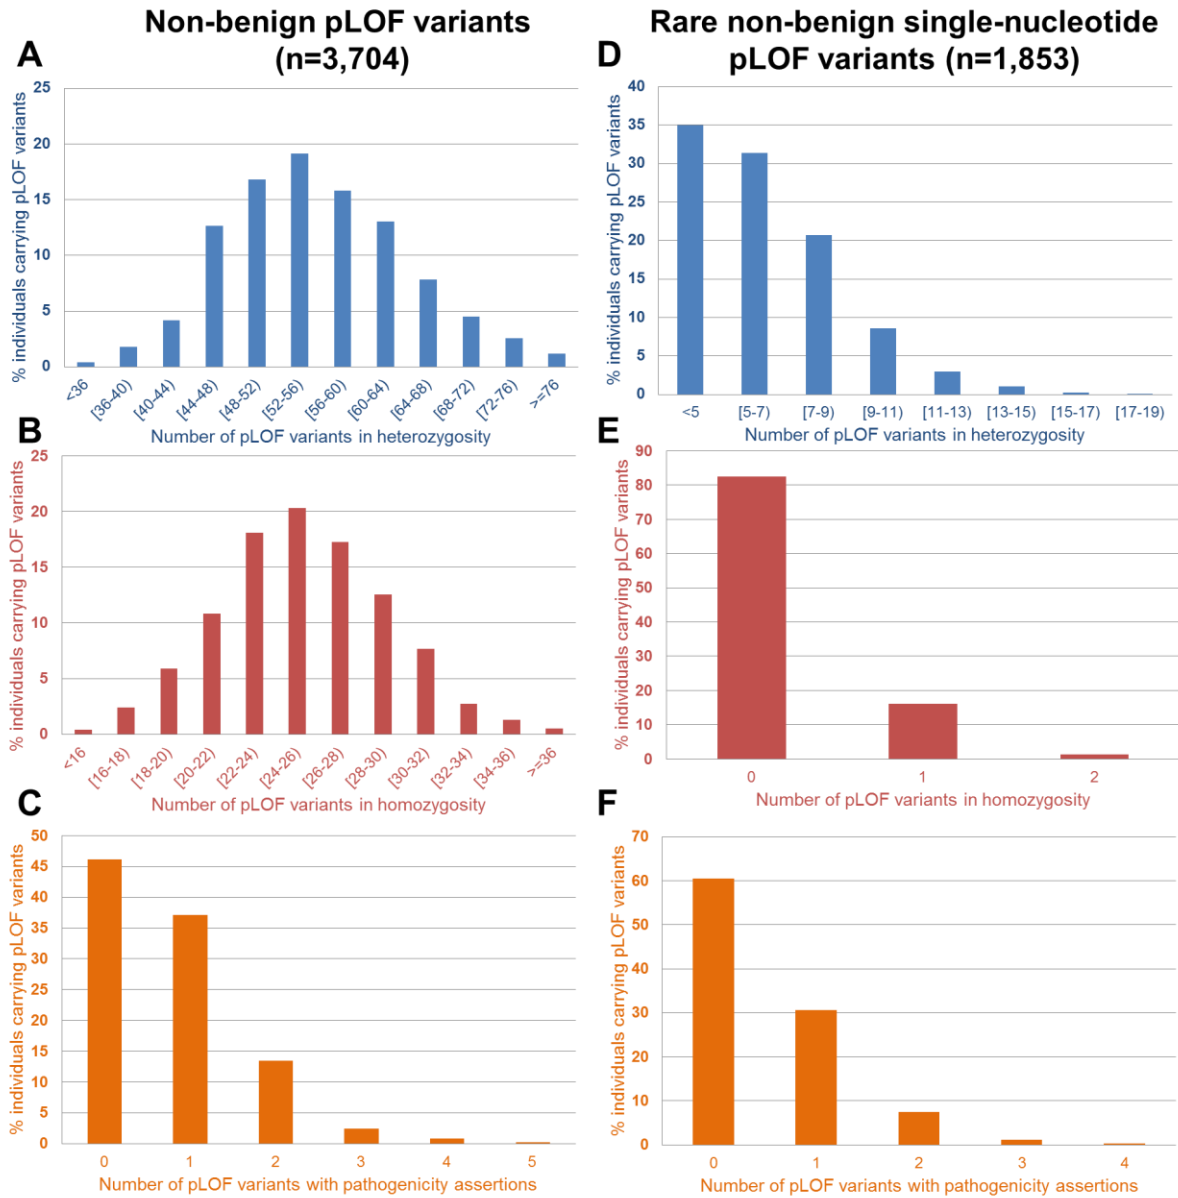 Non-benign pLOF variants
(n=3,704)
A
% individuals carrying pLOF variants
25
20
15
10
5
0
<36
[36-40)
[40-44)
[44-48)
[48-52)
[52-56)
[56-60)
[60-64)
[64-68)
[68-72)
[72-76)
>=76
Number of pLOF variants in heterozygosity
B
% individuals carrying pLOF variants
25
20
15
10
5
0
<16
[16-18)
[18-20)
[20-22)
[22-24)
[24-26)
[26-28)
[28-30)
[30-32)
[32-34)
[34-36)
>=36
Number of pLOF variants in homozygosity
C
% individuals carrying pLOF variants
50
45
40
35
30
25
20
15
10
5
0
0 1 2 3 4 5
Number of pLOF variants with pathogenicity assertions
Rare non-benign single-nucleotide
pLOF variants (n=1,853)
D
% individuals carrying pLOF variants
40
35
30
25
20
15
10
5
0
<5 [5-7) [7-9) [9-11) [11-13) [13-15) [15-17) [17-19)
Number of pLOF variants in heterozygosity
E
% individuals carrying pLOF variants
90
80
70
60
50
40
30
20
10
0
0 1 2
Number of pLOF variants in homozygosity
F
% individuals carrying pLOF variants
70
60
50
40
30
20
10
0
0 1 2 3 4
Number of pLOF variants with pathogenicity assertions